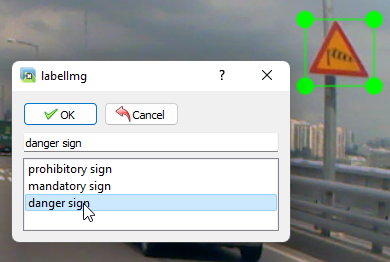 labelImg
?
OK
Cancel
danger sign
prohibitory sign
mandatory sign
danger sign